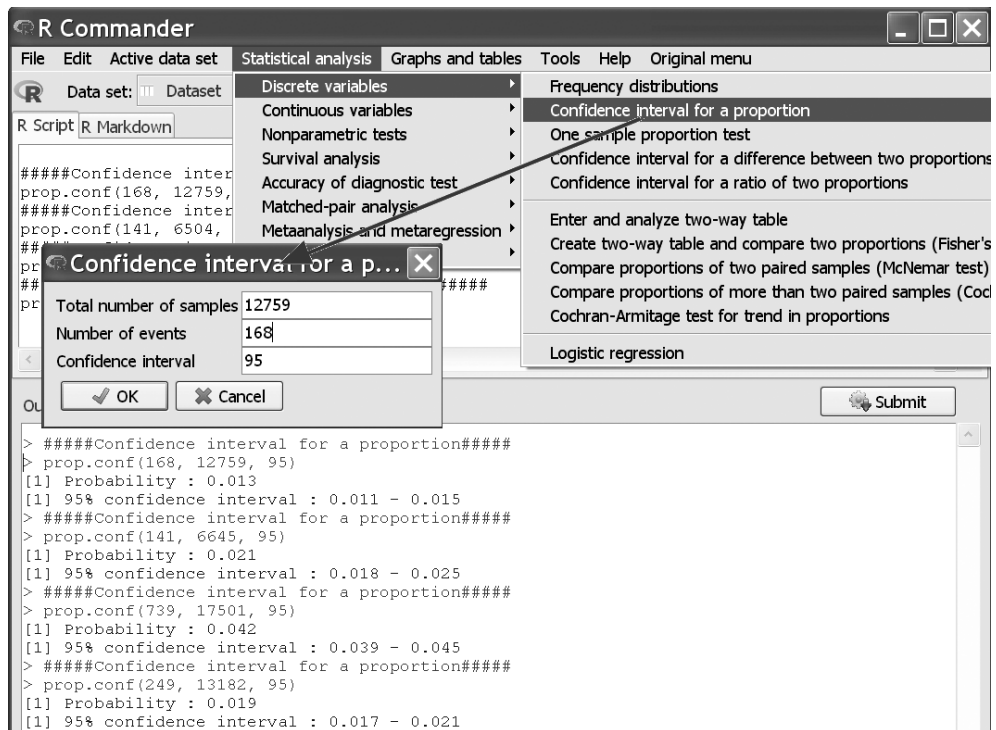 R Commander
File Edit Active data set Statistical analysis Graphs and tables Tools Help Original menu
R Data set: Dataset
R Script R Markdown
Discrete variables
Continuous variables
Nonparametric tests
Survival analysis
Accuracy of diagnostic test
Matched-pair analysis
Metaanalysis and metaregression
Frequency distributions
Confidence interval for a proportion
One sample proportion test
Confidence interval for a difference between two proportions
Confidence interval for a ratio of two proportions
Enter and analyze two-way table
Create two-way table and compare two proportions (Fisher's
Compare proportions of two paired samples (McNemar test)
Compare proportions of more than two paired samples (Coc
Cochran-Armitage test for trend in proportions
Logistic regression
#####Confidence inter
prop.conf(168, 12759,
#####Confidence inter
prop.conf(141, 6504,
##
pr
##
#####
pr
Confidence interval for a p...
Total number of samples 12759
Number of events 168
Confidence interval 95
OK Cancel
Ou
Submit
> #####Confidence interval for a proportion#####
> prop.conf(168, 12759, 95)
[1] Probability : 0.013
[1] 95% confidence interval : 0.011 - 0.015
> #####Confidence interval for a proportion#####
> prop.conf(141, 6645, 95)
[1] Probability : 0.021
[1] 95% confidence interval : 0.018 - 0.025
> #####Confidence interval for a proportion#####
> prop.conf(739, 17501, 95)
[1] Probability : 0.042
[1] 95% confidence interval : 0.039 - 0.045
> #####Confidence interval for a proportion#####
> prop.conf(249, 13182, 95)
[1] Probability : 0.019
[1] 95% confidence interval : 0.017 - 0.021